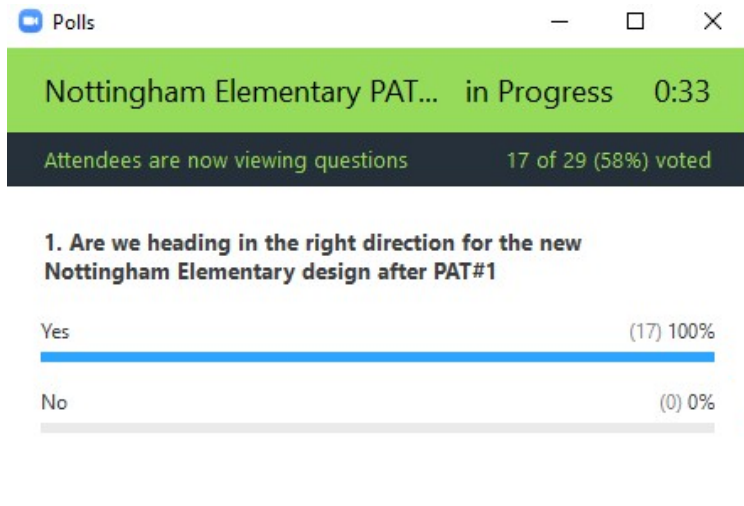 Polls
Nottingham Elementary PAT... in Progress 0:33
Attendees are now viewing questions 17 of 29 (58%) voted
1. Are we heading in the right direction for the new
Nottingham Elementary design after PAT#1
Yes (17) 100%
No (0) 0%